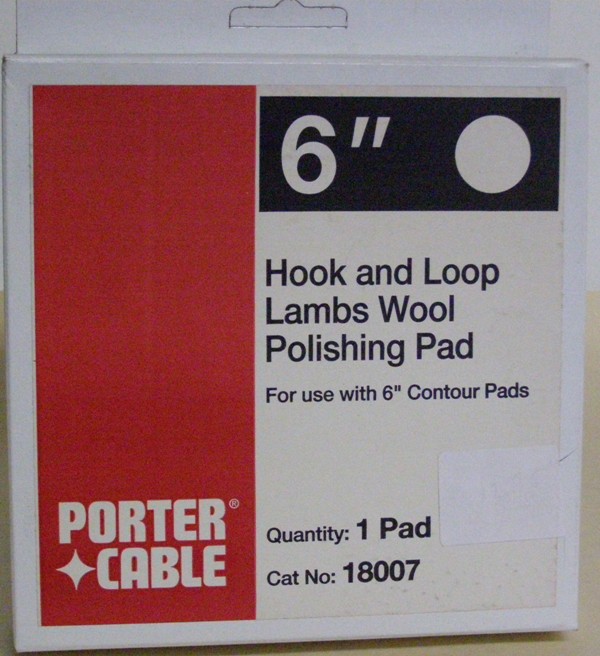 6"
Hook and Loop
Lambs Wool
Polishing Pad
For use with 6" Contour Pads
PORTER®
CABLE
Quantity: 1 Pad
Cat No: 18007